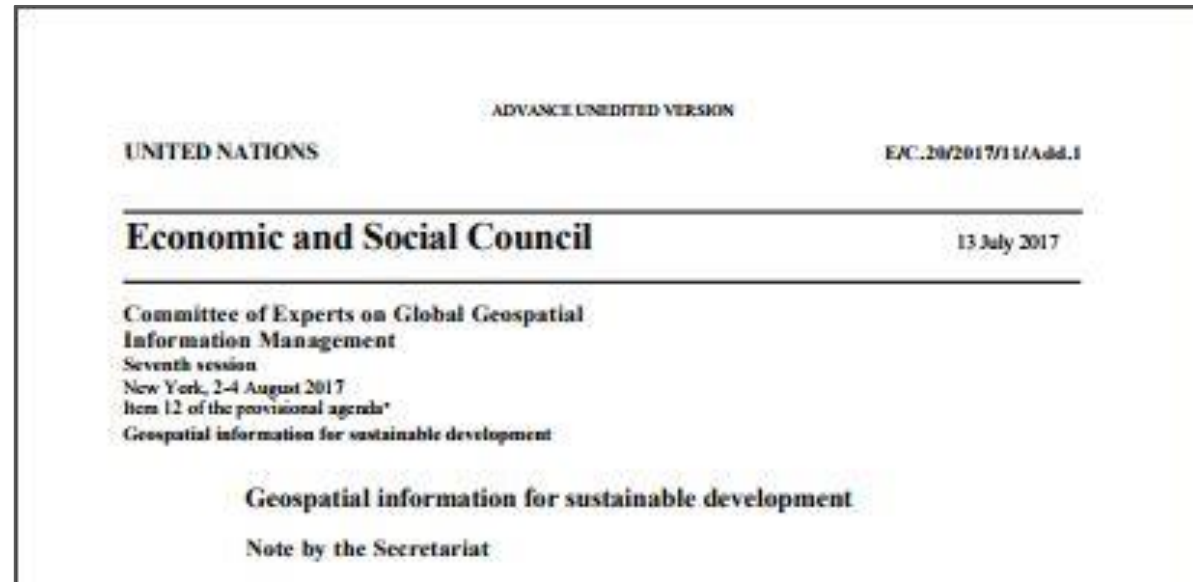 ADVANCE UNEDITED VERSION
UNITED NATIONS E/C.20/2017/11/Add.1
Economic and Social Council 13 July 2017
Committee of Experts on Global Geospatial
Information Management
Seventh session
New York, 2-4 August 2017
Item 12 of the provisional agenda*
Geospatial information for sustainable development
Geospatial information for sustainable development
Note by the Secretariat